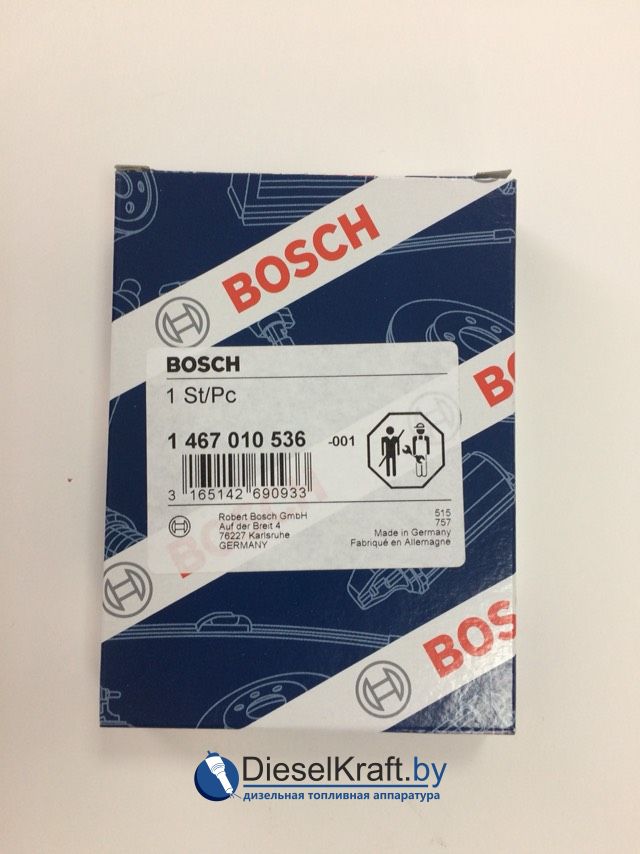 BOSCH
B
BOSCH
1 St/Pc
1 467 010 536 -001
3 165142 690933
BOSCH
Robert Bosch GmbH
Auf der Breit 4
76227 Karlsruhe
GERMANY
515
757
Made in Germany
Fabriqué en Allemagne
BOS
DieselKraft.by
дизельная топливная аппаратура